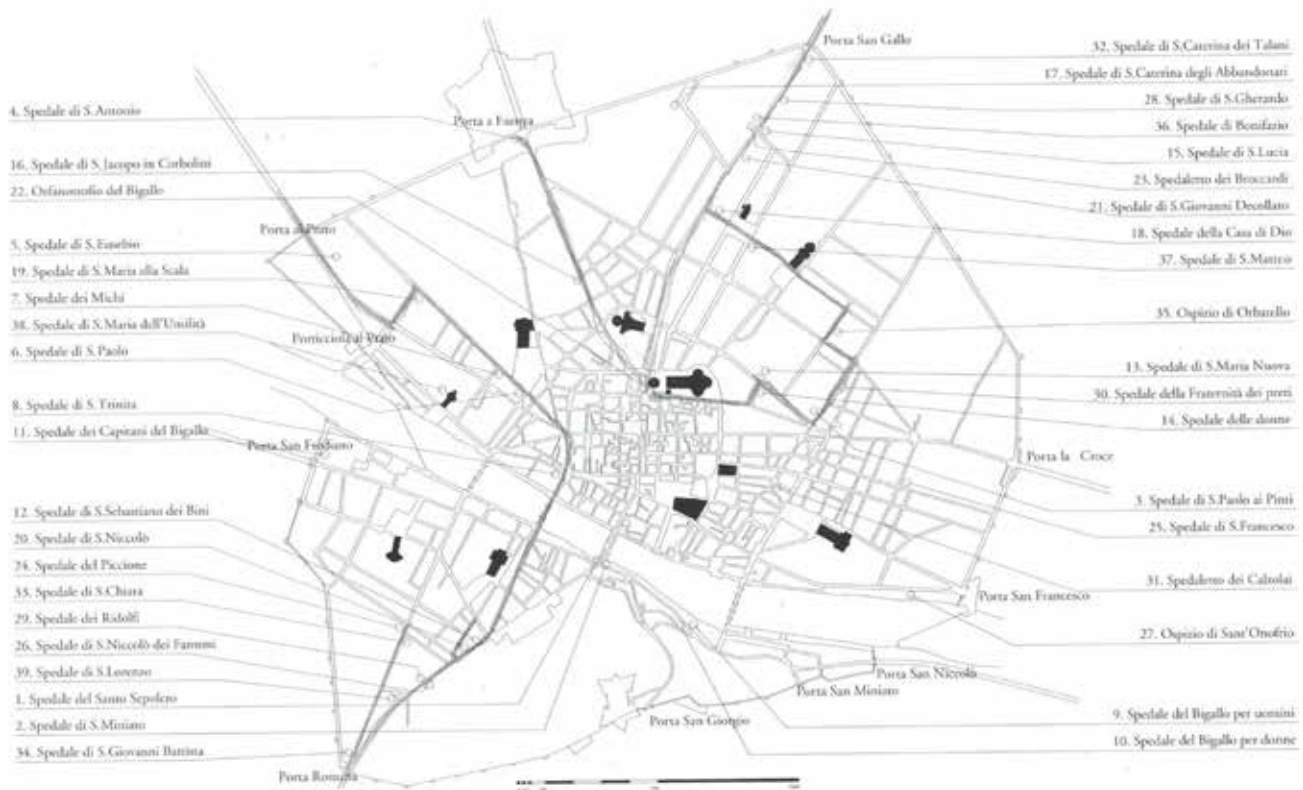 4. Spedale di S. Antonio
16. Spedale di S. Jacopo in Corbolini
22. Orfanotrofio del Bigallo
5. Spedale di S. Eusebio
19. Spedale di S. Maria alla Scala
7. Spedale dei Michi
38. Spedale di S. Maria dell'Umiltà
6. Spedale di S. Paolo
8. Spedale di S. Trinita
11. Spedale dei Capitani del Bigallo
12. Spedale di S. Sebastiano dei Bini
20. Spedale di S. Niccolò
24. Spedale del Piccione
33. Spedale di S. Chiara
29. Spedale dei Ridolfi
26. Spedale di S. Niccolò dei Fantoni
39. Spedale di S. Lorenzo
1. Spedale del Santo Sepolcro
2. Spedale di S. Miniato
34. Spedale di S. Giovanni Battista
Porta San Gallo
Porta a Faenza
Porta al Prato
Porticciola al Prato
Porta San Frediano
Porta la Croce
Porta San Francesco
Porta San Niccolò
Porta San Miniato
Porta San Giorgio
Porta Romana
32. Spedale di S. Caterina dei Talani
17. Spedale di S. Caterina degli Abbandonati
28. Spedale di S. Gherardo
36. Spedale di Bonifazio
15. Spedale di S. Lucia
23. Spedaletto dei Broccardi
21. Spedale di S. Giovanni Decollato
18. Spedale della Casa di Dio
37. Spedale di S. Matteo
35. Ospizio di Orbatello
13. Spedale di S. Maria Nuova
30. Spedale della Fraternità dei preti
14. Spedale delle donne
3. Spedale di S. Paolo ai Pinti
25. Spedale di S. Francesco
31. Spedaletto dei Caltolai
27. Ospizio di Sant'Onofrio
9. Spedale del Bigallo per uomini
10. Spedale del Bigallo per donne